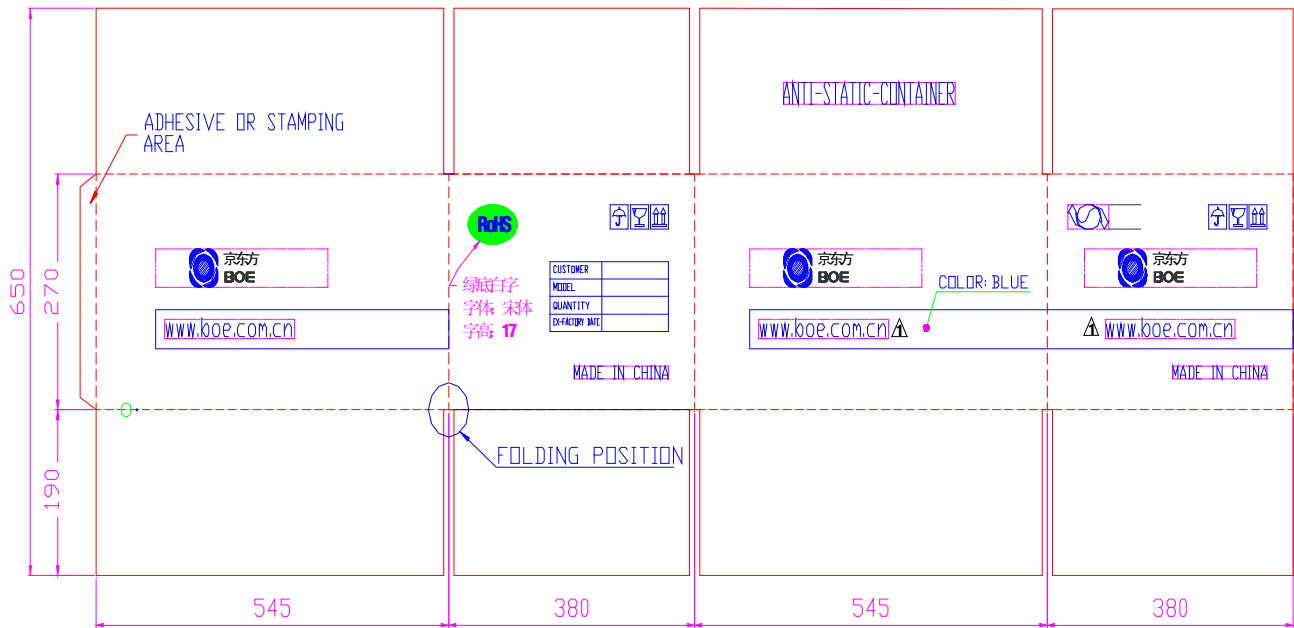 ANTI-STATIC-CONTAINER
ADHESIVE OR STAMPING
AREA
RoHS
京东方
BOE
京东方
BOE
京东方
BOE
绿底白字
字体: 宋体
字高: 17
CUSTOMER
MODEL
QUANTITY
EX-FACTORY DATE
COLOR: BLUE
www.boe.com.cn
www.boe.com.cn
1
1
www.boe.com.cn
MADE IN CHINA
MADE IN CHINA
FOLDING POSITION
650
270
190
545
380
545
380